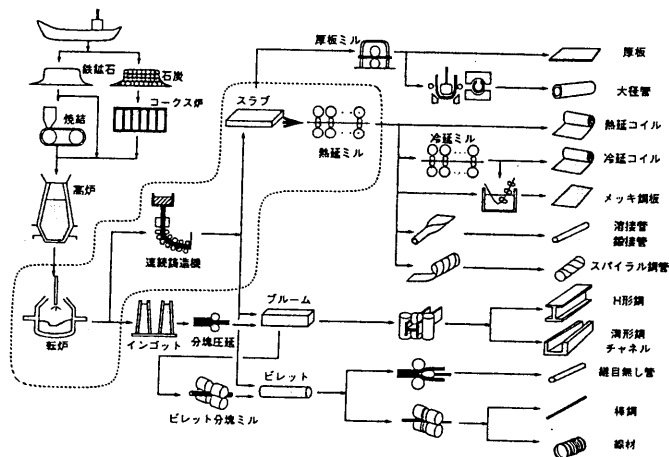 厚板ミル
厚板
鉄鉱石
石炭
大径管
コークス炉
スラブ
焼結
熱延コイル
冷延ミル
熱延ミル
冷延コイル
高炉
メッキ鋼板
溶接管
鍛接管
連続鋳造機
スパイラル鋼管
ブルーム
H形鋼
転炉
インゴット
分塊圧延
溝形鋼
チャネル
ビレット
継目無し管
ビレット分塊ミル
棒鋼
線材